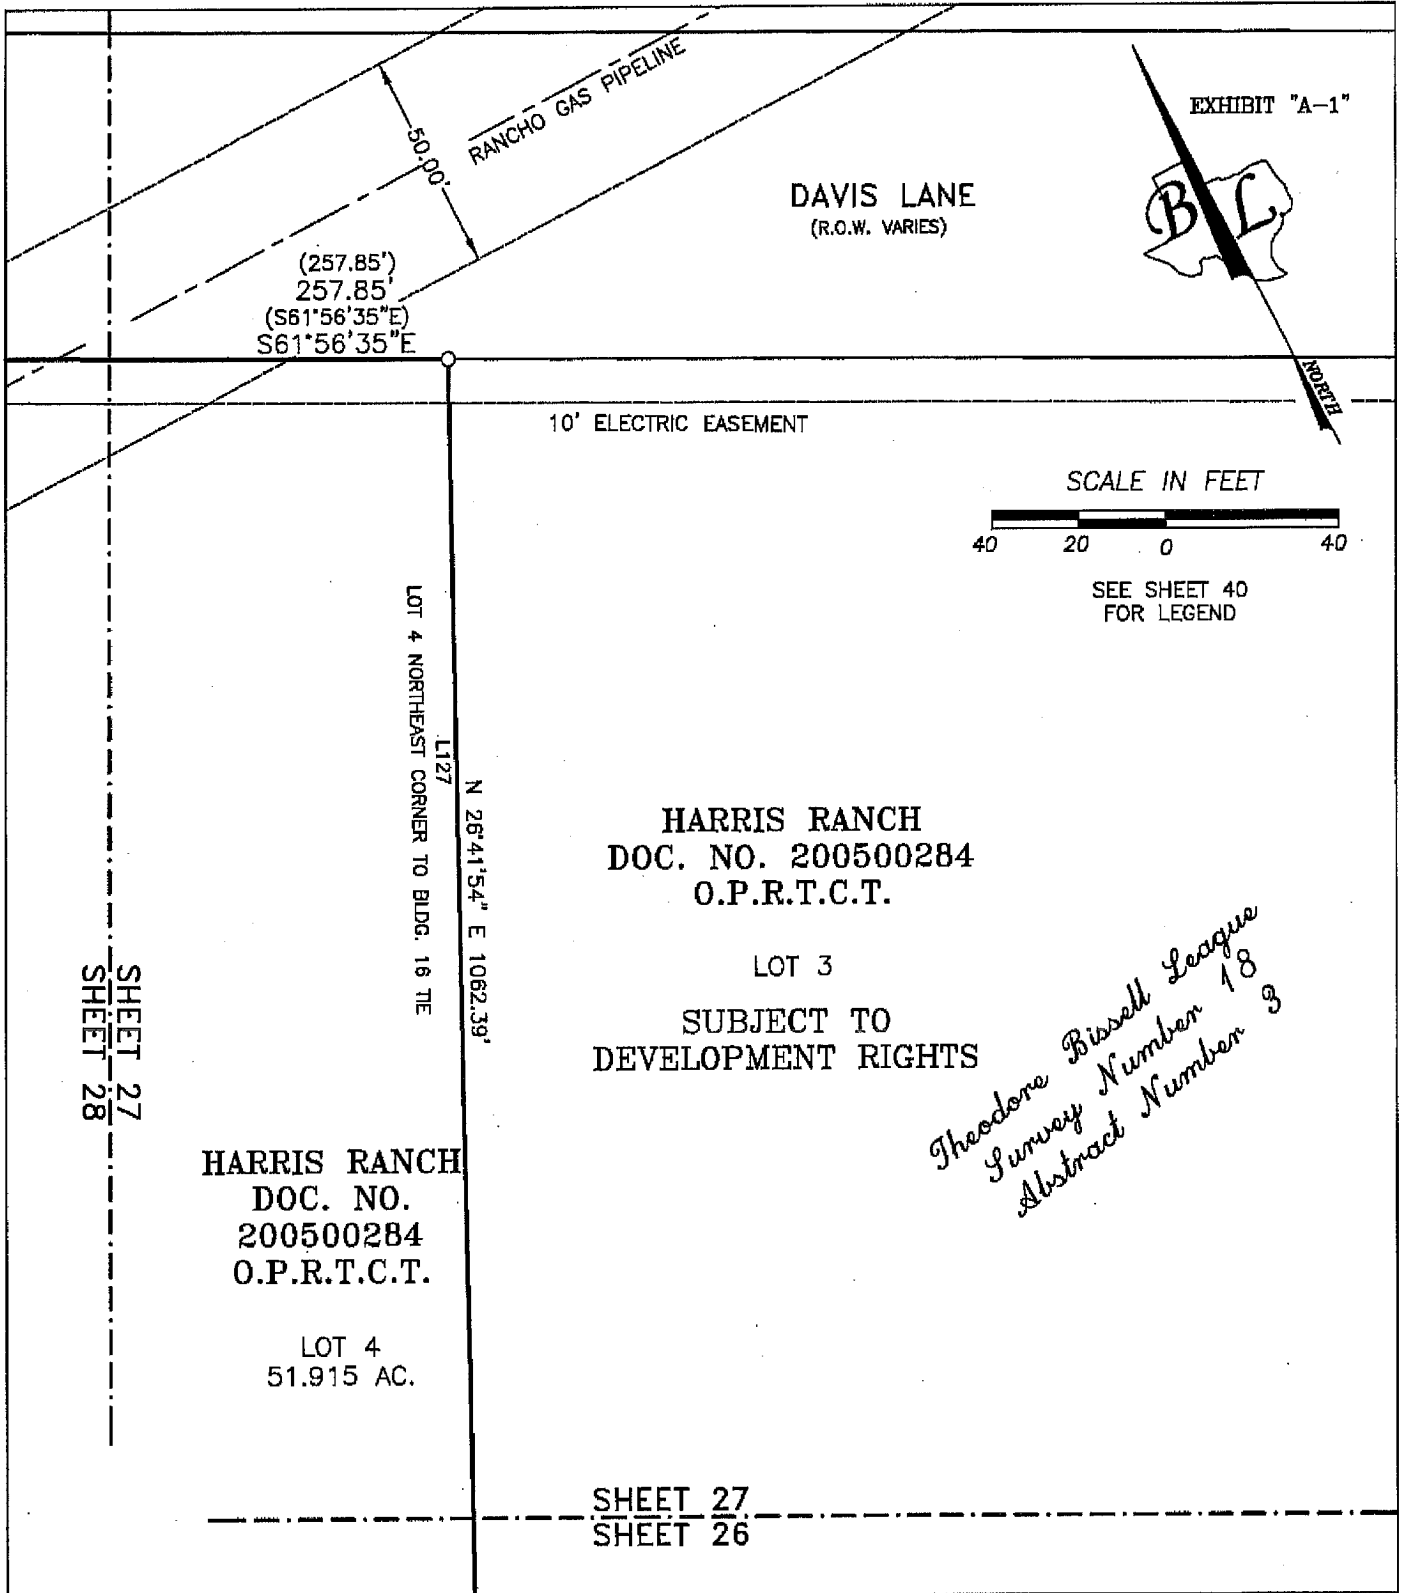 EXHIBIT "A-1"
RANCHO GAS PIPELINE
50.00'
DAVIS LANE
(R.O.W. VARIES)
B L
(257.85')
257.85'
(S61°56'35"E)
S61°56'35"E
NORTH
10' ELECTRIC EASEMENT
SCALE IN FEET
40 20 0 40
SEE SHEET 40
FOR LEGEND
LOT 4 NORTHEAST CORNER TO BLDG. 16 TIE
L127
N 26°41'54" E 1062.39'
HARRIS RANCH
DOC. NO. 200500284
O.P.R.T.C.T.
LOT 3
SUBJECT TO
DEVELOPMENT RIGHTS
Theodore Bissell League
Survey Number 18
Abstract Number 3
SHEET 27
SHEET 28
HARRIS RANCH
DOC. NO.
200500284
O.P.R.T.C.T.
LOT 4
51.915 AC.
SHEET 27
SHEET 26